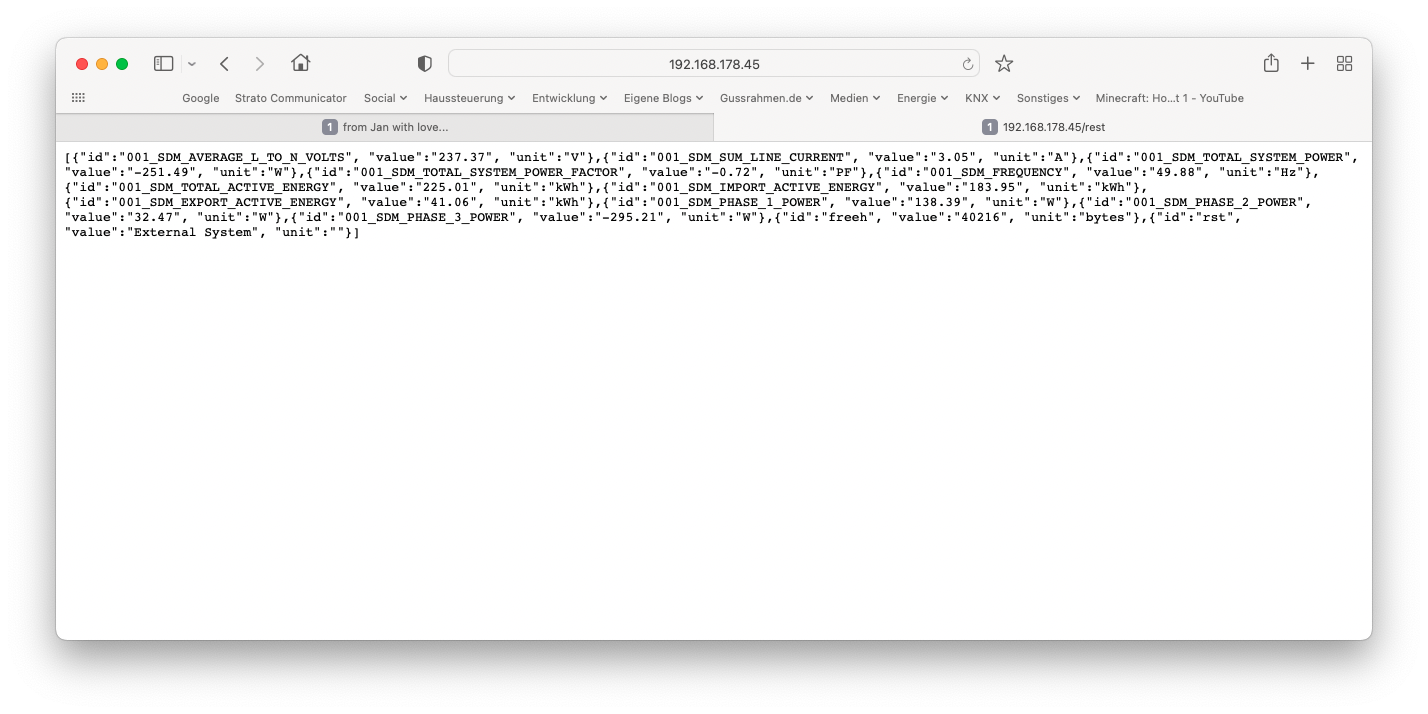 192.168.178.45
Google Strato Communicator Social Haussteuerung Entwicklung Eigene Blogs Gussrahmen.de Medien Energie KNX Sonstiges Minecraft: Ho...t 1 - YouTube
1 from Jan with love... 1 192.168.178.45/rest
[{"id":"001_SDM_AVERAGE_L_TO_N_VOLTS", "value":"237.37", "unit":"V"},{"id":"001_SDM_SUM_LINE_CURRENT", "value":"3.05", "unit":"A"},{"id":"001_SDM_TOTAL_SYSTEM_POWER",
"value":"-251.49", "unit":"W"},{"id":"001_SDM_TOTAL_SYSTEM_POWER_FACTOR", "value":"-0.72", "unit":"PF"},{"id":"001_SDM_FREQUENCY", "value":"49.88", "unit":"Hz"},
{"id":"001_SDM_TOTAL_ACTIVE_ENERGY", "value":"225.01", "unit":"kWh"},{"id":"001_SDM_IMPORT_ACTIVE_ENERGY", "value":"183.95", "unit":"kWh"},
{"id":"001_SDM_EXPORT_ACTIVE_ENERGY", "value":"41.06", "unit":"kWh"},{"id":"001_SDM_PHASE_1_POWER", "value":"138.39", "unit":"W"},{"id":"001_SDM_PHASE_2_POWER",
"value":"32.47", "unit":"W"},{"id":"001_SDM_PHASE_3_POWER", "value":"-295.21", "unit":"W"},{"id":"freeh", "value":"40216", "unit":"bytes"},{"id":"rst",
"value":"External System", "unit":""}]